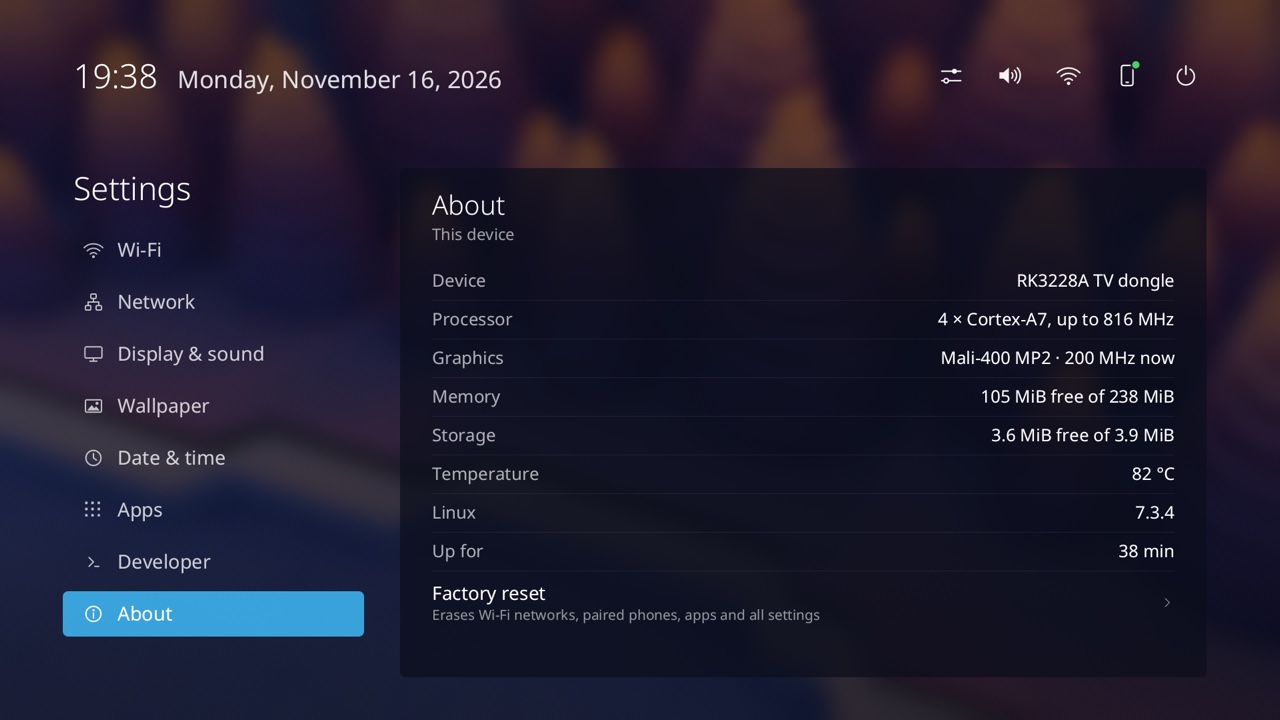 19:38 Monday, November 16, 2026
Settings
Wi-Fi
Network
Display & sound
Wallpaper
Date & time
Apps
Developer
About
About
This device
Device RK3228A TV dongle
Processor 4 × Cortex-A7, up to 816 MHz
Graphics Mali-400 MP2 · 200 MHz now
Memory 105 MiB free of 238 MiB
Storage 3.6 MiB free of 3.9 MiB
Temperature 82 °C
Linux 7.3.4
Up for 38 min
Factory reset
Erases Wi-Fi networks, paired phones, apps and all settings